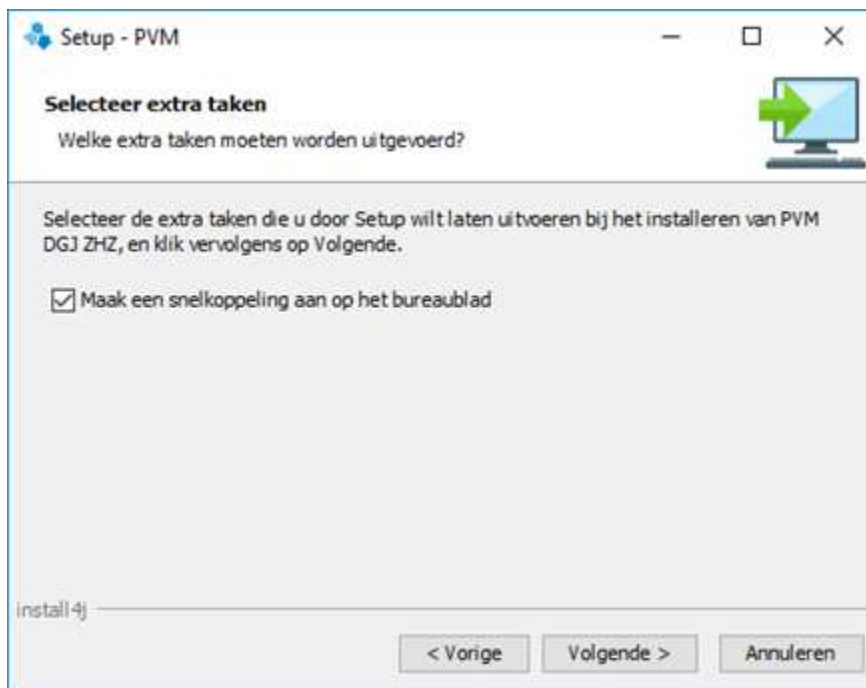 Setup - PVM
Selecteer extra taken
Welke extra taken moeten worden uitgevoerd?
Selecteer de extra taken die u door Setup wilt laten uitvoeren bij het installeren van PVM
DGJ ZHZ, en klik vervolgens op Volgende.
Maak een snelkoppeling aan op het bureaublad
install4j
< Vorige
Volgende >
Annuleren